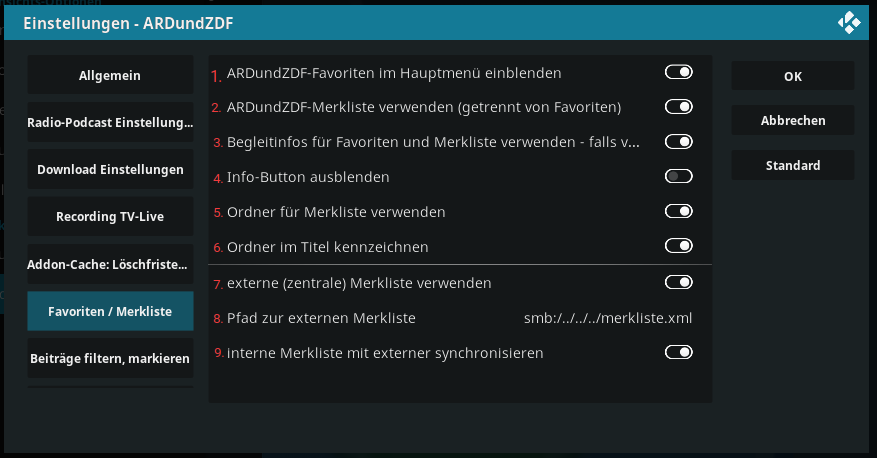 Einstellungen - ARDundZDF
Allgemein
Radio-Podcast Einstellung...
Download Einstellungen
Recording TV-Live
Addon-Cache: Löschfriste...
Favoriten / Merkliste
Beiträge filtern, markieren
1. ARDundZDF-Favoriten im Hauptmenü einblenden
2. ARDundZDF-Merkliste verwenden (getrennt von Favoriten)
3. Begleitinfos für Favoriten und Merkliste verwenden - falls v...
4. Info-Button ausblenden
5. Ordner für Merkliste verwenden
6. Ordner im Titel kennzeichnen
7. externe (zentrale) Merkliste verwenden
8. Pfad zur externen Merkliste smb:/../../../merkliste.xml
9. interne Merkliste mit externer synchronisieren
OK
Abbrechen
Standard